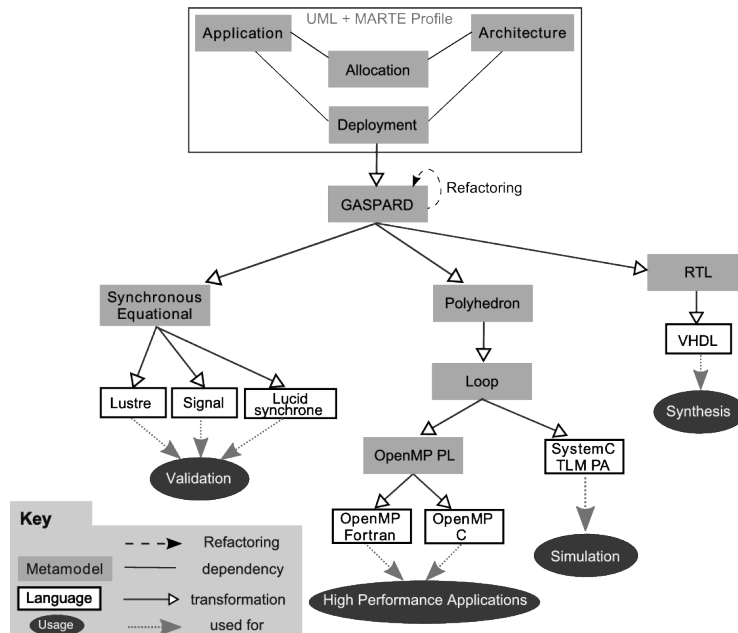 UML + MARTE Profile
Application
Architecture
Allocation
Deployment
GASPARD
Refactoring
Synchronous
Equational
Polyhedron
RTL
VHDL
Loop
Lustre
Signal
Lucid
synchrone
Synthesis
OpenMP PL
SystemC
TLM PA
Validation
OpenMP
Fortran
OpenMP
C
Simulation
High Performance Applications
Key
Refactoring
Metamodel
dependency
Language
transformation
Usage
used for